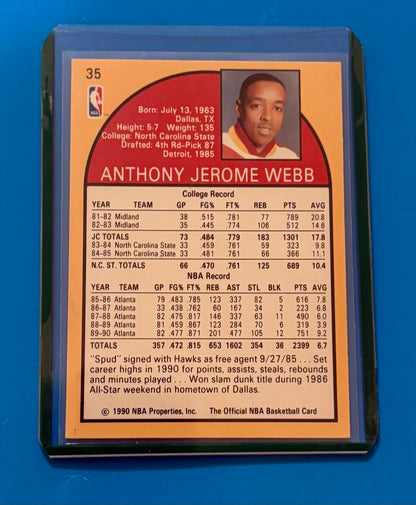 35
NBA
Born: July 13, 1963
Dallas, TX
Height: 5-7 Weight: 135
College: North Carolina State
Drafted: 4th Rd-Pick 87
Detroit, 1985
ANTHONY JEROME WEBB
College Record
YEAR TEAM GP FG% FT% REB PTS AVG
81-82 Midland 38 .515 .781 77 789 20.8
82-83 Midland 35 .445 .774 106 512 14.6
JC TOTALS 73 .484 .779 183 1301 17.8
83-84 North Carolina State 33 .459 .761 59 323 9.8
84-85 North Carolina State 33 .481 .761 66 366 11.1
N.C. ST. TOTALS 66 .470 .761 125 689 10.4
NBA Record
YEAR TEAM GP FG% FT% REB AST STL BLK PTS AVG
85-86 Atlanta 79 .483 .785 123 337 82 5 616 7.8
86-87 Atlanta 33 .438 .762 60 167 34 2 223 6.8
87-88 Atlanta 82 .475 .817 146 337 63 11 490 6.0
88-89 Atlanta 81 .459 .867 123 284 70 6 319 3.9
89-90 Atlanta 82 .477 .871 201 477 105 12 751 9.2
TOTALS 357 .472 .815 653 1602 354 36 2399 6.7
"Spud" signed with Hawks as free agent 9/27/85 . . . Set
career highs in 1990 for points, assists, steals, rebounds
and minutes played . . . Won slam dunk title during 1986
All-Star weekend in hometown of Dallas.
© 1990 NBA Properties, Inc. The Official NBA Basketball Card